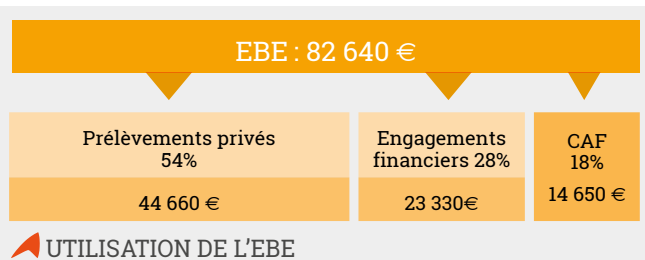 EBE : 82 640 €
Prélèvements privés
54%
44 660 €
Engagements
financiers 28%
23 330€
CAF
18%
14 650 €
UTILISATION DE L'EBE